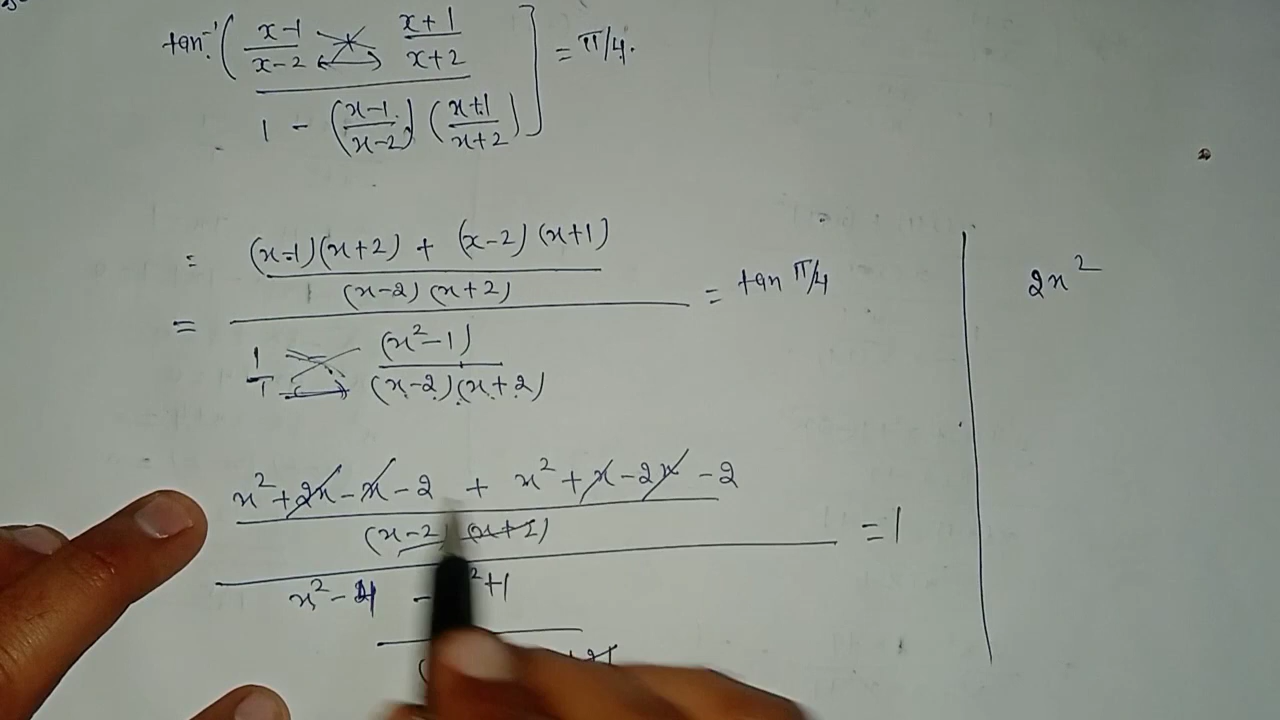 tan⁻¹ ( x-1 x+1 ]
x-2 x+2 = π/4.
1 - (x-1) (x+1)
x-2 x+2
= (x-1)(x+2) + (x-2)(x+1) 2x²
(x-2)(x+2)
= = tan π/4
1 (x²-1)
1 (x-2)(x+2)
x²+2x-x-2 + x²+x-2x-2
(x-2)(x+2)
= 1
x²-4 - ²+1